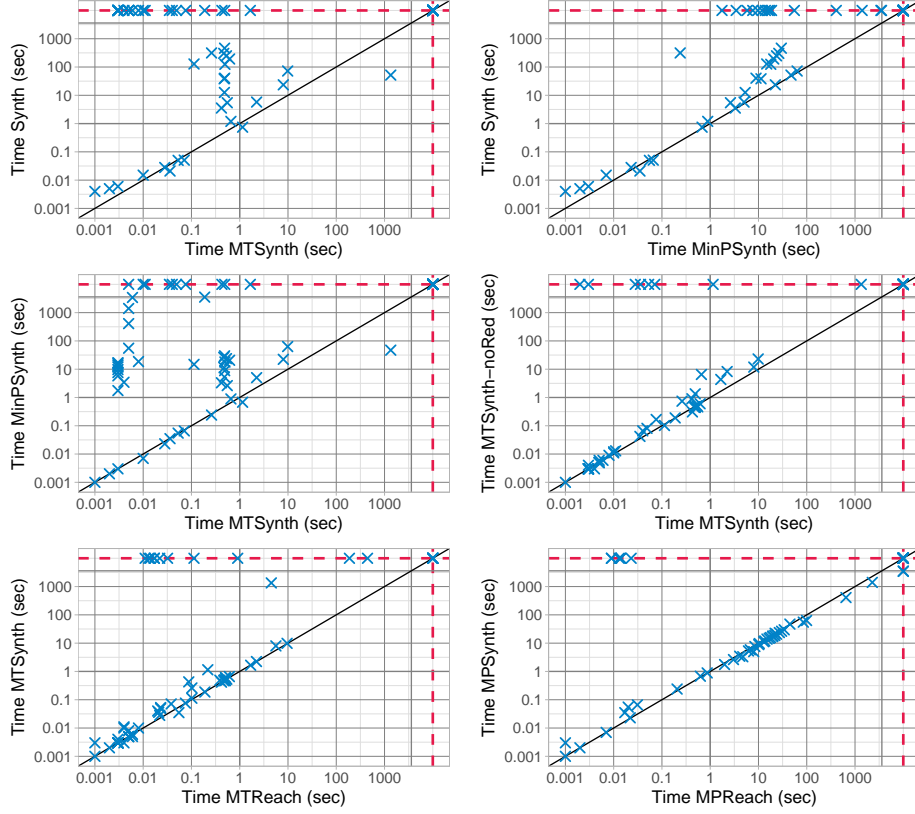 Time Synth (sec)
1000
100
10
1
0.1
0.01
0.001
0.001 0.01 0.1 1 10 100 1000
Time MTSynth (sec)
Time Synth (sec)
1000
100
10
1
0.1
0.01
0.001
0.001 0.01 0.1 1 10 100 1000
Time MinPSynth (sec)
Time MinPSynth (sec)
1000
100
10
1
0.1
0.01
0.001
0.001 0.01 0.1 1 10 100 1000
Time MTSynth (sec)
Time MTSynth−noRed (sec)
1000
100
10
1
0.1
0.01
0.001
0.001 0.01 0.1 1 10 100 1000
Time MTSynth (sec)
Time MTSynth (sec)
1000
100
10
1
0.1
0.01
0.001
0.001 0.01 0.1 1 10 100 1000
Time MTReach (sec)
Time MPSynth (sec)
1000
100
10
1
0.1
0.01
0.001
0.001 0.01 0.1 1 10 100 1000
Time MPReach (sec)